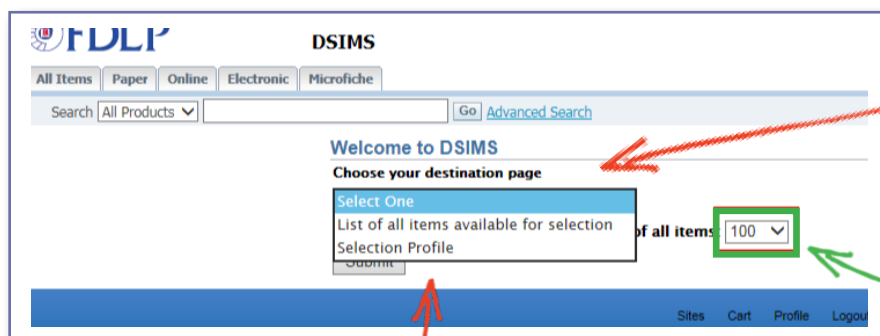 FDLP
DSIMS
All Items Paper Online Electronic Microfiche
Search All Products Go Advanced Search
Welcome to DSIMS
Choose your destination page
Select One
List of all items available for selection
of all items: 100
Selection Profile
Submit
Sites Cart Profile Logout